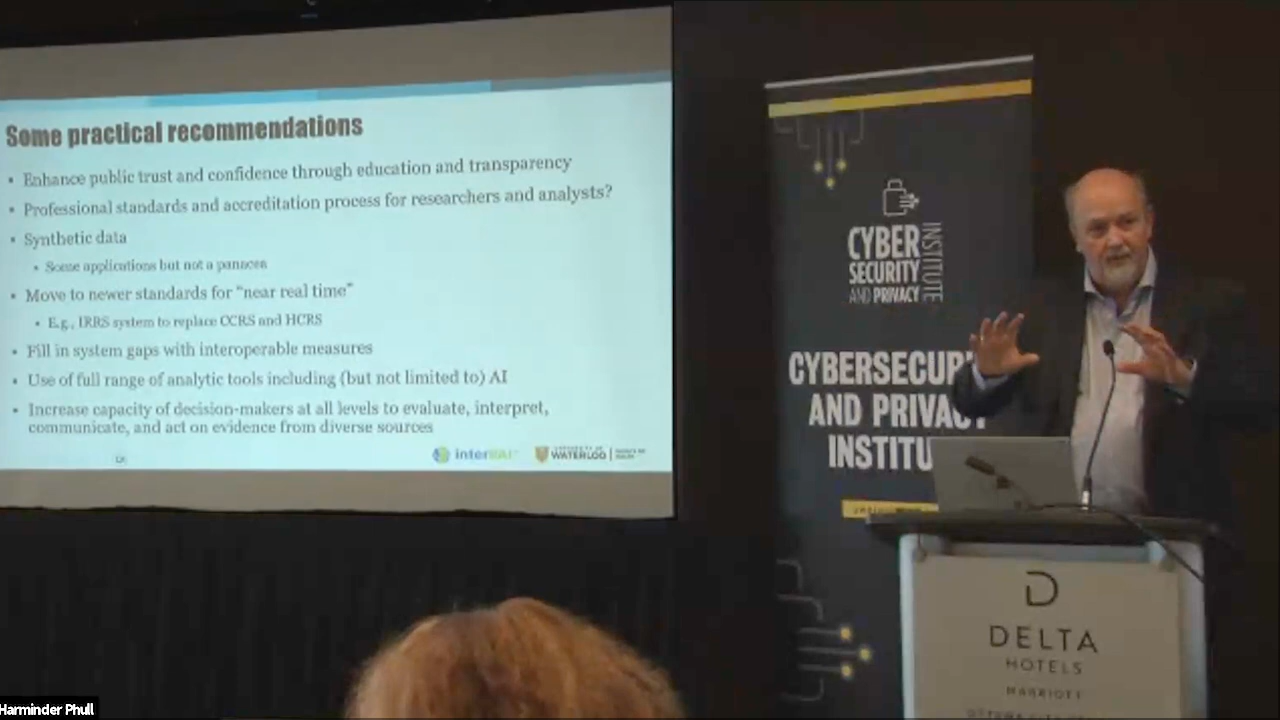 Some practical recommendations
• Enhance public trust and confidence through education and transparency
• Professional standards and accreditation process for researchers and analysts?
• Synthetic data
• Some applications but not a panacea
• Move to newer standards for "near real time"
• E.g., IRRS system to replace CCRS and HCRS
• Fill in system gaps with interoperable measures
• Use of full range of analytic tools including (but not limited to) AI
• Increase capacity of decision-makers at all levels to evaluate, interpret,
communicate, and act on evidence from diverse sources
interRAI
WATERLOO
CYBER
SECURITY
AND PRIVACY
INSTITUTE
CYBERSECURI
AND PRIVACY
INSTITU
D
DELTA
HOTELS
MARRIOTT
Harminder Phull